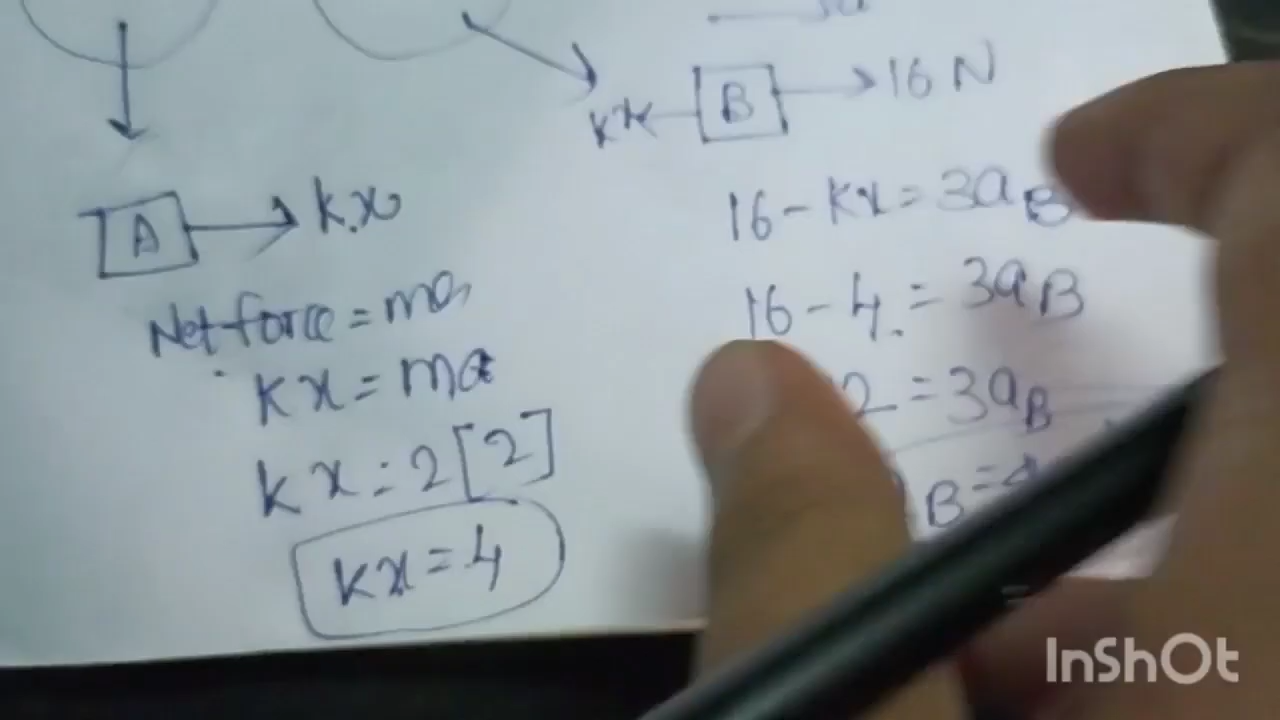 A
k.x
Net force = ma
kx = ma
kx = 2[2]
kx = 4
kx
B
16 N
16 - kx = 3aB
16 - 4. = 3aB
2 = 3aB
B =
InShOt